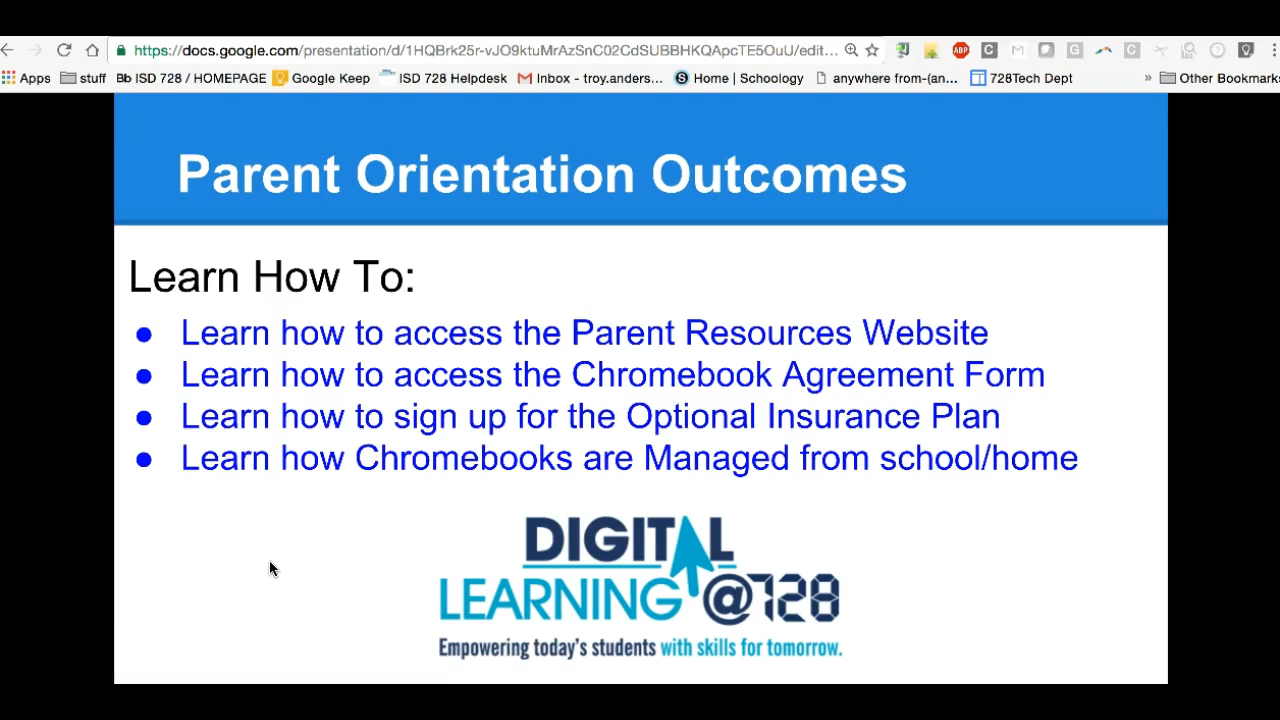 https://docs.google.com/presentation/d/1HQBrk25r-vJO9ktuMrAzSnC02CdSUBBHKQApcTE5OuU/edit...
Apps stuff Bb ISD 728 / HOMEPAGE Google Keep ISD 728 Helpdesk Inbox - troy.anders... Home | Schoology anywhere from-(an... 728Tech Dept » Other Bookmarks
Parent Orientation Outcomes
Learn How To:
● Learn how to access the Parent Resources Website
● Learn how to access the Chromebook Agreement Form
● Learn how to sign up for the Optional Insurance Plan
● Learn how Chromebooks are Managed from school/home
DIGITAL
LEARNING @728
Empowering today's students with skills for tomorrow.